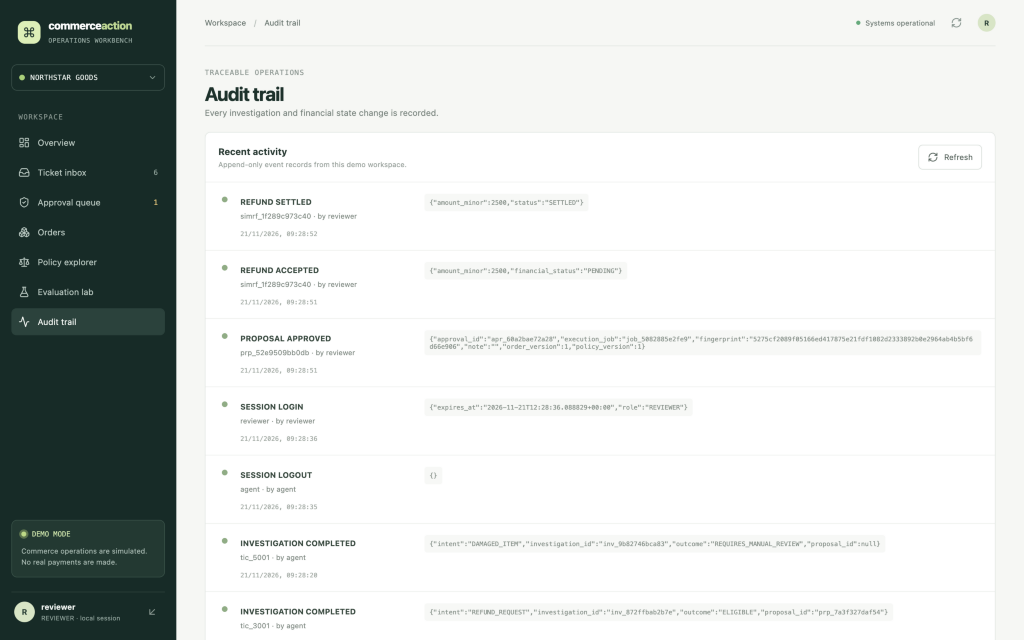 commerceaction
OPERATIONS WORKBENCH
NORTHSTAR GOODS
WORKSPACE
Overview
Ticket inbox 6
Approval queue 1
Orders
Policy explorer
Evaluation lab
Audit trail
DEMO MODE
Commerce operations are simulated.
No real payments are made.
R
reviewer
REVIEWER · local session
Workspace / Audit trail
Systems operational
R
TRACEABLE OPERATIONS
Audit trail
Every investigation and financial state change is recorded.
Recent activity
Append-only event records from this demo workspace.
Refresh
REFUND SETTLED
simrf_1f289c973c40 · by reviewer
21/11/2026, 09:28:52
{"amount_minor":2500,"status":"SETTLED"}
REFUND ACCEPTED
simrf_1f289c973c40 · by reviewer
21/11/2026, 09:28:51
{"amount_minor":2500,"financial_status":"PENDING"}
PROPOSAL APPROVED
prp_52a9509bb0db · by reviewer
21/11/2026, 09:28:51
{"approval_id":"apr_60a2bae72a28","execution_job":"job_5082885e2fe9","fingerprint":"5275cf2089f05166ed417875e21fdf1082d2333892b0e2964ab4b5bf6
d66e906","note":"","order_version":1,"policy_version":1}
SESSION LOGIN
reviewer · by reviewer
21/11/2026, 09:28:36
{"expires_at":"2026-11-21T12:28:36.088829+00:00","role":"REVIEWER"}
SESSION LOGOUT
agent · by agent
21/11/2026, 09:28:35
{}
INVESTIGATION COMPLETED
tic_5001 · by agent
21/11/2026, 09:28:20
{"intent":"DAMAGED_ITEM","investigation_id":"inv_9b82746bca83","outcome":"REQUIRES_MANUAL_REVIEW","proposal_id":null}
INVESTIGATION COMPLETED
tic_3001 · by agent
{"intent":"REFUND_REQUEST","investigation_id":"inv_872ffbab2b7e","outcome":"ELIGIBLE","proposal_id":"prp_7a3f327daf54"}